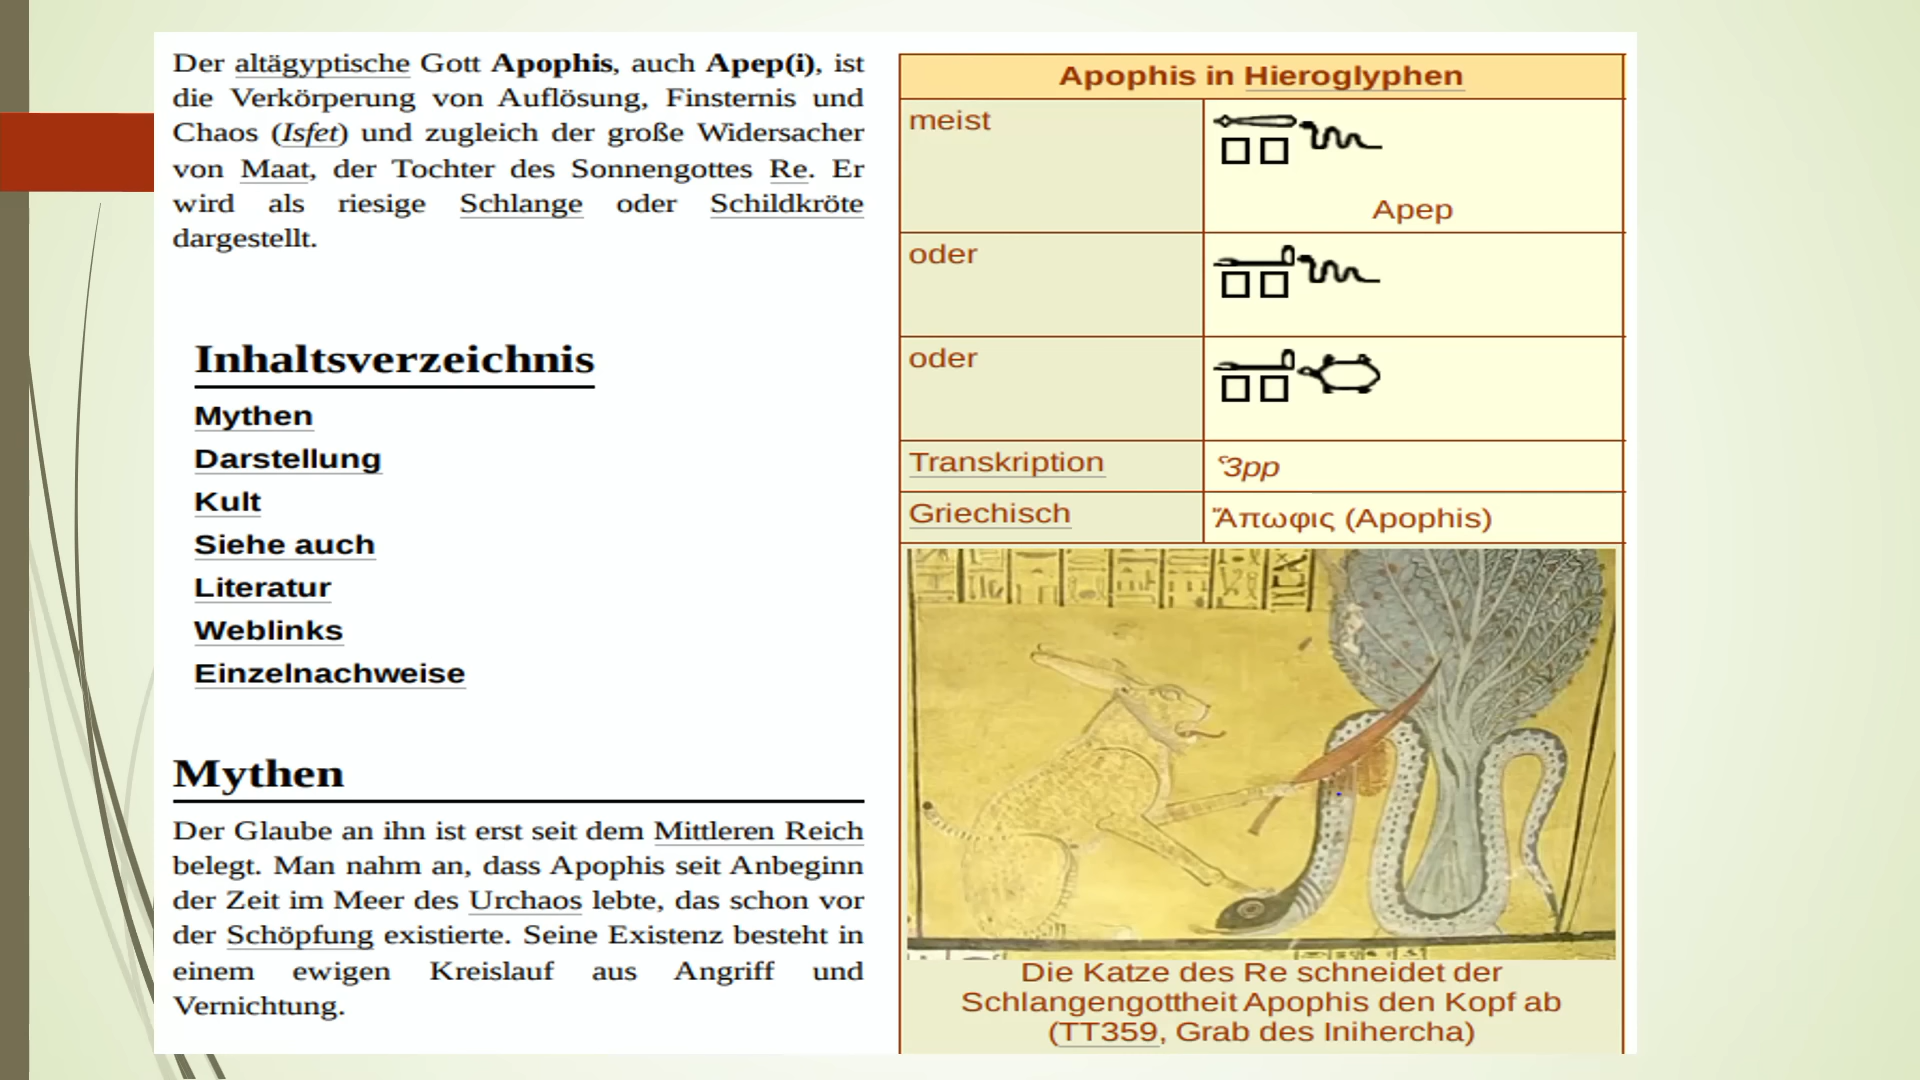 Der altägyptische Gott Apophis, auch Apep(i), ist
die Verkörperung von Auflösung, Finsternis und
Chaos (Isfet) und zugleich der große Widersacher
von Maat, der Tochter des Sonnengottes Re. Er
wird als riesige Schlange oder Schildkröte
dargestellt.
Inhaltsverzeichnis
Mythen
Darstellung
Kult
Siehe auch
Literatur
Weblinks
Einzelnachweise
Mythen
Der Glaube an ihn ist erst seit dem Mittleren Reich
belegt. Man nahm an, dass Apophis seit Anbeginn
der Zeit im Meer des Urchaos lebte, das schon vor
der Schöpfung existierte. Seine Existenz besteht in
einem ewigen Kreislauf aus Angriff und
Vernichtung.
Apophis in Hieroglyphen
meist
Apep
oder
oder
Transkription ꜥꜣpp
Griechisch Ἄπωφις (Apophis)
Die Katze des Re schneidet der
Schlangengottheit Apophis den Kopf ab
(TT359, Grab des Inihercha)